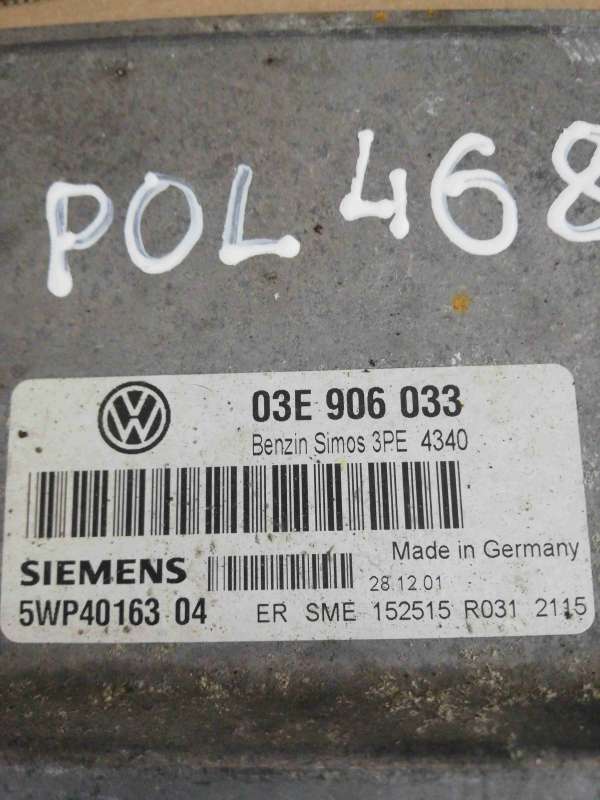 POL 468
03E 906 033
Benzin Simos 3PE 4340
Made in Germany
SIEMENS
28.12.01
5WP40163 04 ER SME 152515 R031 2115